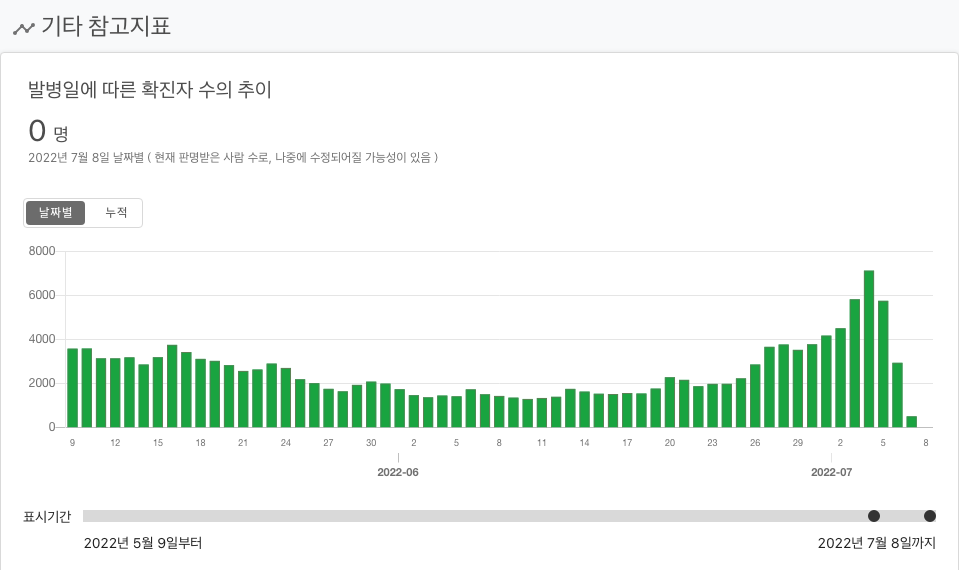 기타 참고지표
발병일에 따른 확진자 수의 추이
0 명
2022년 7월 8일 날짜별 ( 현재 판명받은 사람 수로, 나중에 수정되어질 가능성이 있음 )
날짜별 누적
8000
6000
4000
2000
0
9 12 15 18 21 24 27 30 2 5 8 11 14 17 20 23 26 29 2 5 8
2022-06 2022-07
표시기간
2022년 5월 9일부터 2022년 7월 8일까지